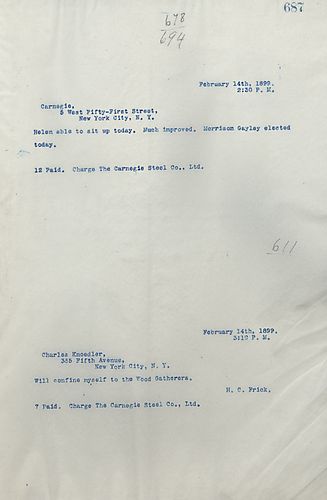 687
678
694
February 14th, 1899.
2:30 P. M.
Carnegie,
5 West Fifty-First Street,
New York City, N. Y.
Helen able to sit up today. Much improved. Morrison Gayley elected
today.
12 Paid. Charge The Carnegie Steel Co., Ltd.
611
February 14th, 1899.
3:12 P. M.
Charles Knoedler,
355 Fifth Avenue,
New York City, N. Y.
Will confine myself to the Wood Gatherers.
H. C. Frick,
7 Paid. Charge The Carnegie Steel Co., Ltd.